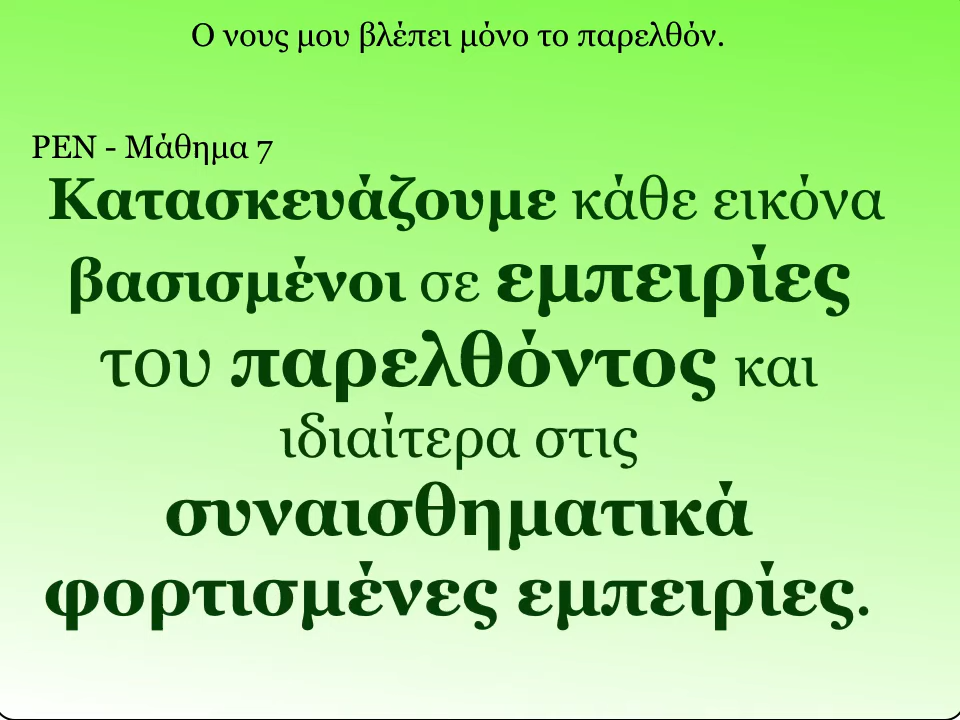 Ο νους μου βλέπει μόνο το παρελθόν.
ΡΕΝ - Μάθημα 7
Κατασκευάζουμε κάθε εικόνα
βασισμένοι σε εμπειρίες
του παρελθόντος και
ιδιαίτερα στις
συναισθηματικά
φορτισμένες εμπειρίες.